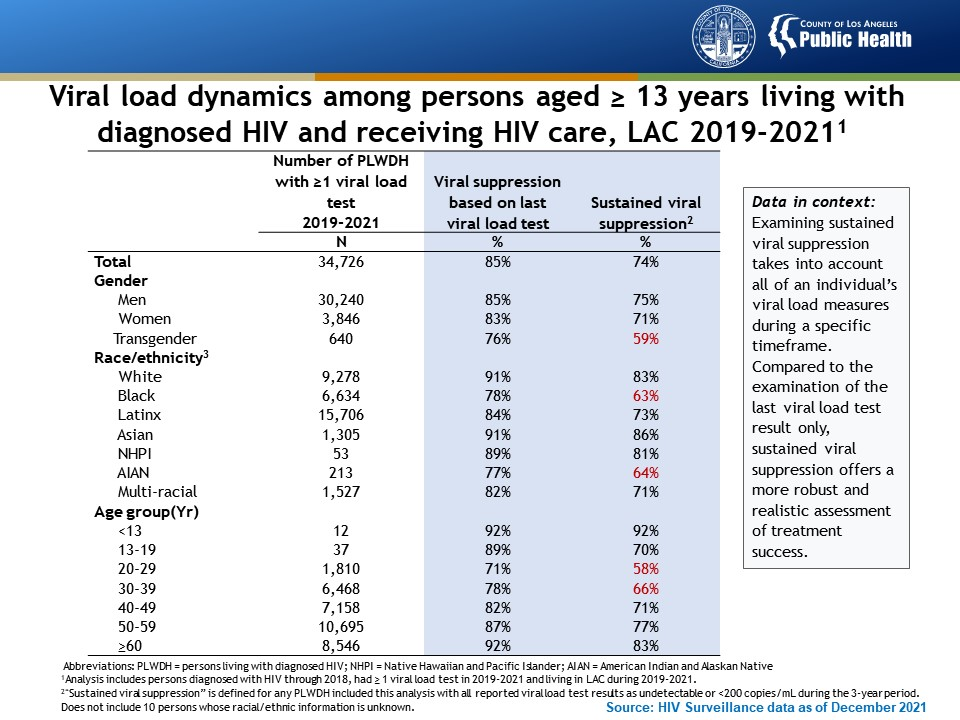 COUNTY OF LOS ANGELES
Public Health
Viral load dynamics among persons aged ≥ 13 years living with
diagnosed HIV and receiving HIV care, LAC 2019-2021¹
Number of PLWDH
with ≥1 viral load
test
2019-2021
Viral suppression
based on last
viral load test
Sustained viral
suppression²
N % %
Total 34,726 85% 74%
Gender
Men 30,240 85% 75%
Women 3,846 83% 71%
Transgender 640 76% 59%
Race/ethnicity³
White 9,278 91% 83%
Black 6,634 78% 63%
Latinx 15,706 84% 73%
Asian 1,305 91% 86%
NHPI 53 89% 81%
AIAN 213 77% 64%
Multi-racial 1,527 82% 71%
Age group(Yr)
<13 12 92% 92%
13-19 37 89% 70%
20-29 1,810 71% 58%
30-39 6,468 78% 66%
40-49 7,158 82% 71%
50-59 10,695 87% 77%
≥60 8,546 92% 83%
Data in context:
Examining sustained
viral suppression
takes into account
all of an individual's
viral load measures
during a specific
timeframe.
Compared to the
examination of the
last viral load test
result only,
sustained viral
suppression offers a
more robust and
realistic assessment
of treatment
success.
Abbreviations: PLWDH = persons living with diagnosed HIV; NHPI = Native Hawaiian and Pacific Islander; AIAN = American Indian and Alaskan Native
¹Analysis includes persons diagnosed with HIV through 2018, had ≥ 1 viral load test in 2019-2021 and living in LAC during 2019-2021.
²"Sustained viral suppression" is defined for any PLWDH included this analysis with all reported viral load test results as undetectable or <200 copies/mL during the 3-year period.
Does not include 10 persons whose racial/ethnic information is unknown.
Source: HIV Surveillance data as of December 2021